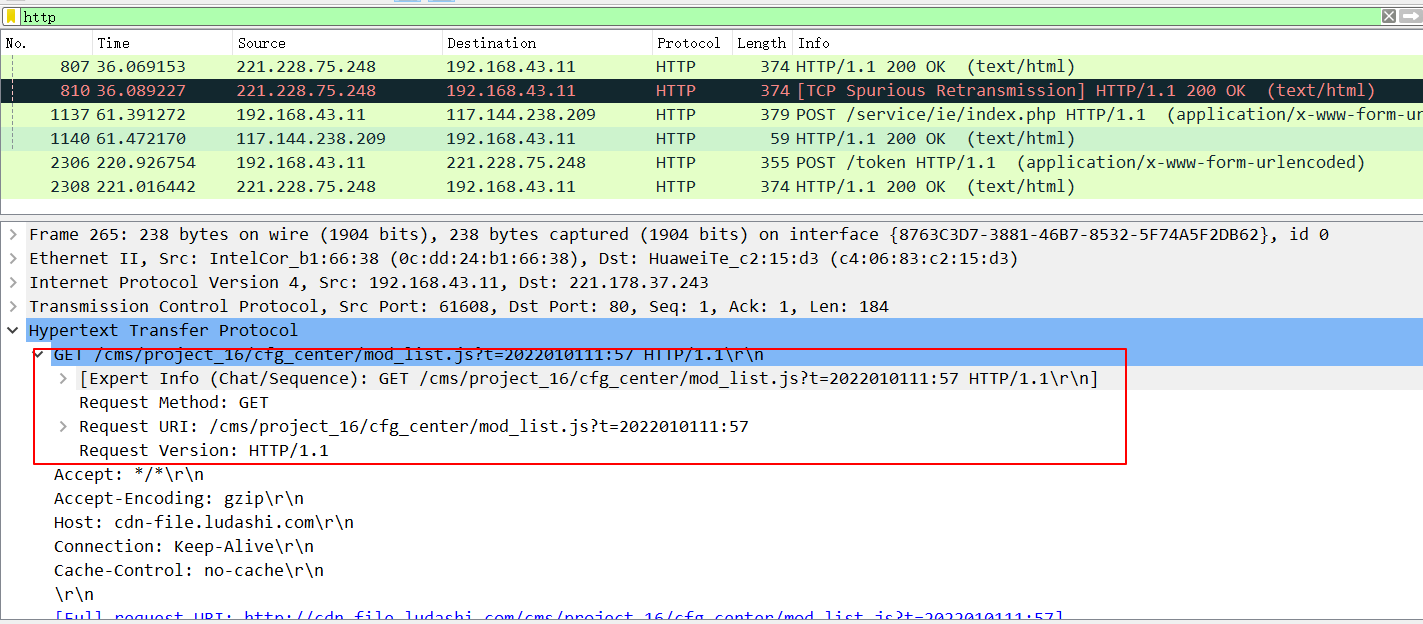 http
No. Time Source Destination Protocol Length Info
807 36.069153 221.228.75.248 192.168.43.11 HTTP 374 HTTP/1.1 200 OK (text/html)
810 36.089227 221.228.75.248 192.168.43.11 HTTP 374 [TCP Spurious Retransmission] HTTP/1.1 200 OK (text/html)
1137 61.391272 192.168.43.11 117.144.238.209 HTTP 379 POST /service/ie/index.php HTTP/1.1 (application/x-www-form-ur
1140 61.472170 117.144.238.209 192.168.43.11 HTTP 59 HTTP/1.1 200 OK (text/html)
2306 220.926754 192.168.43.11 221.228.75.248 HTTP 355 POST /token HTTP/1.1 (application/x-www-form-urlencoded)
2308 221.016442 221.228.75.248 192.168.43.11 HTTP 374 HTTP/1.1 200 OK (text/html)
Frame 265: 238 bytes on wire (1904 bits), 238 bytes captured (1904 bits) on interface {8763C3D7-3881-46B7-8532-5F74A5F2DB62}, id 0
Ethernet II, Src: IntelCor_b1:66:38 (0c:dd:24:b1:66:38), Dst: HuaweiTe_c2:15:d3 (c4:06:83:c2:15:d3)
Internet Protocol Version 4, Src: 192.168.43.11, Dst: 221.178.37.243
Transmission Control Protocol, Src Port: 61608, Dst Port: 80, Seq: 1, Ack: 1, Len: 184
Hypertext Transfer Protocol
GET /cms/project_16/cfg_center/mod_list.js?t=2022010111:57 HTTP/1.1\r\n
[Expert Info (Chat/Sequence): GET /cms/project_16/cfg_center/mod_list.js?t=2022010111:57 HTTP/1.1\r\n]
Request Method: GET
Request URI: /cms/project_16/cfg_center/mod_list.js?t=2022010111:57
Request Version: HTTP/1.1
Accept: */*\r\n
Accept-Encoding: gzip\r\n
Host: cdn-file.ludashi.com\r\n
Connection: Keep-Alive\r\n
Cache-Control: no-cache\r\n
\r\n
[Full request URI: http://cdn-file.ludashi.com/cms/project_16/cfg_center/mod_list.js?t=2022010111:57]